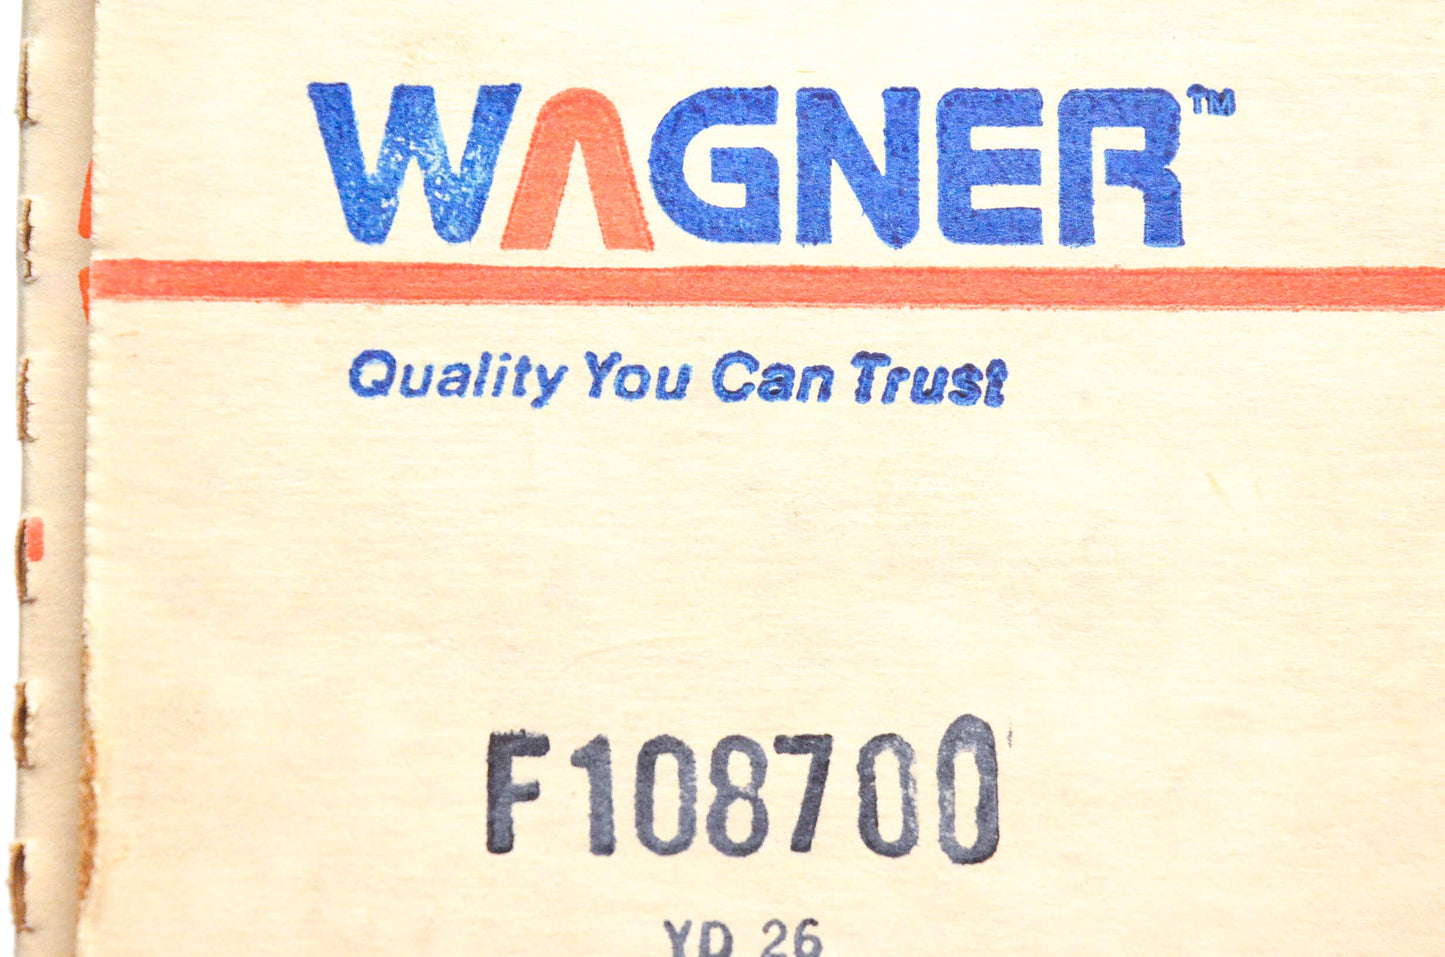 WAGNER™
Quality You Can Trust
F108700
YD 26